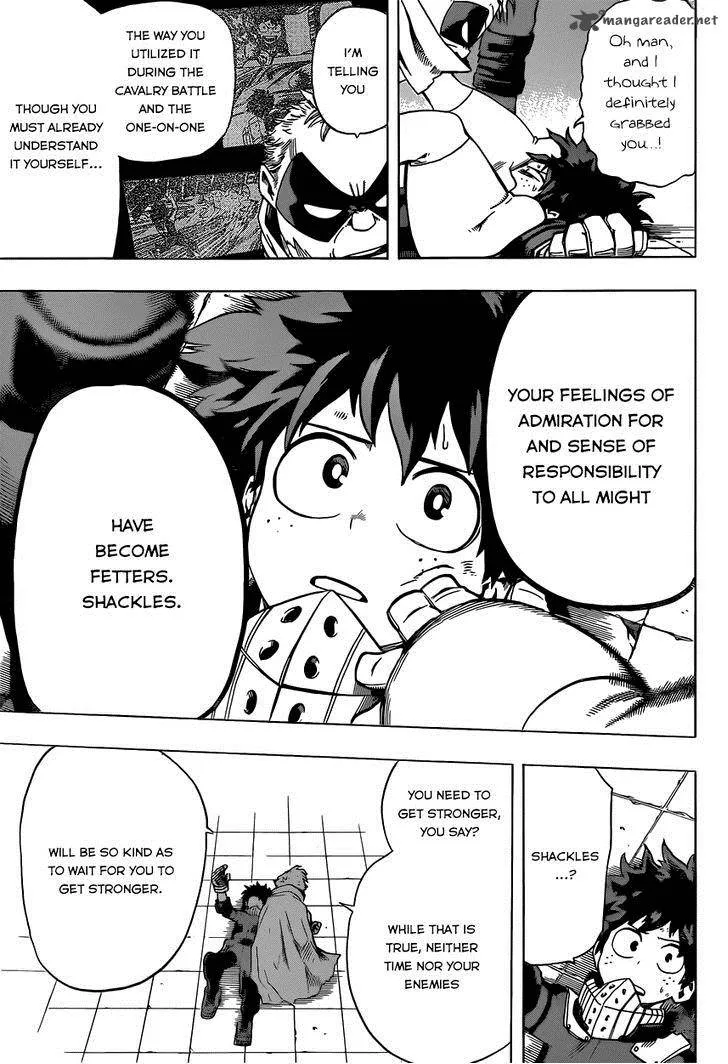 mangareader.net
Oh man,
and I
thought I
definitely
grabbed
you..!
I'M
TELLING
YOU
THE WAY YOU
UTILIZED IT
DURING THE
CAVALRY BATTLE
AND THE
ONE-ON-ONE
THOUGH YOU
MUST ALREADY
UNDERSTAND
IT YOURSELF...
YOUR FEELINGS OF
ADMIRATION FOR
AND SENSE OF
RESPONSIBILITY
TO ALL MIGHT
HAVE
BECOME
FETTERS.
SHACKLES.
SHACKLES
...?
YOU NEED TO
GET STRONGER,
YOU SAY?
WHILE THAT IS
TRUE, NEITHER
TIME NOR YOUR
ENEMIES
WILL BE SO KIND AS
TO WAIT FOR YOU TO
GET STRONGER.